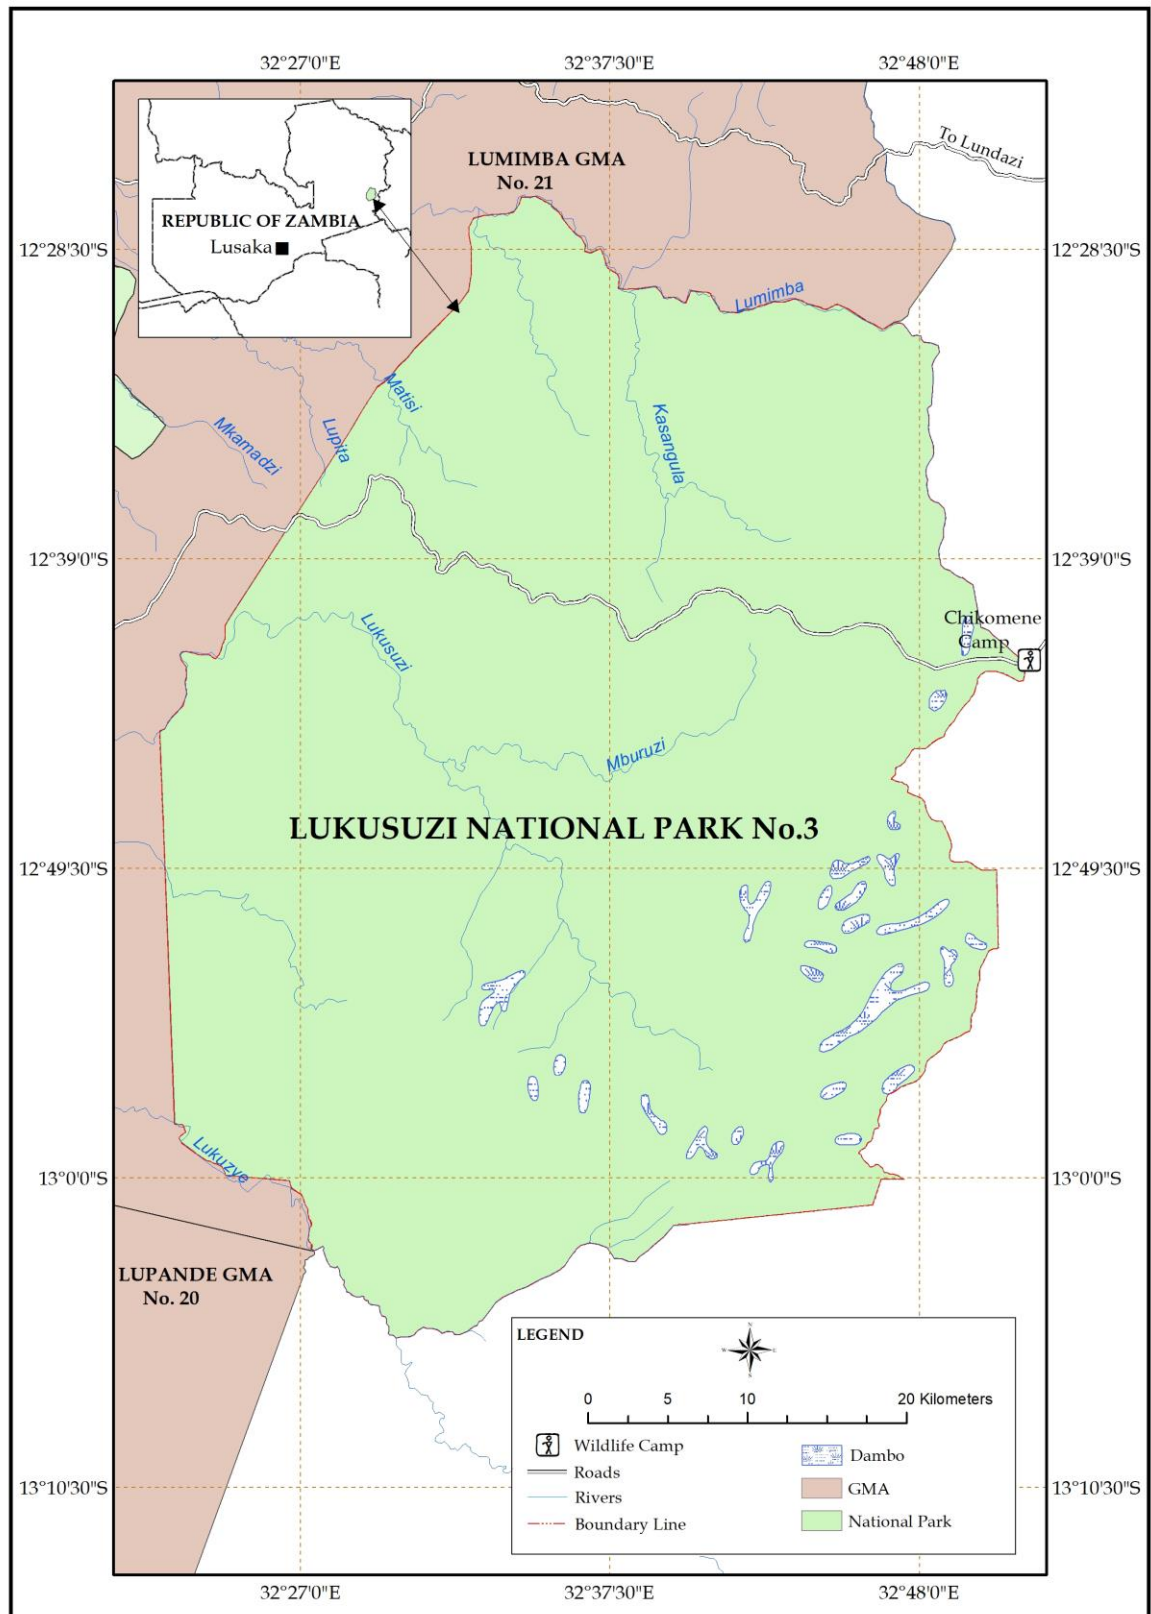 32°27'0"E
32°37'30"E
32°48'0"E
To Lundazi
LUMIMBA GMA
No. 21
REPUBLIC OF ZAMBIA
Lusaka
12°28'30"S
12°28'30"S
Lumimba
Matisi
Kasangula
Lupita
Mkamadzi
12°39'0"S
12°39'0"S
Chikomene
Camp
Lukusuzi
Mburuzi
LUKUSUZI NATIONAL PARK No.3
12°49'30"S
12°49'30"S
Lukuzye
13°0'0"S
13°0'0"S
LUPANDE GMA
No. 20
LEGEND
N
W
E
S
0
5
10
20 Kilometers
Wildlife Camp
Roads
Rivers
Boundary Line
Dambo
GMA
National Park
13°10'30"S
13°10'30"S
32°27'0"E
32°37'30"E
32°48'0"E